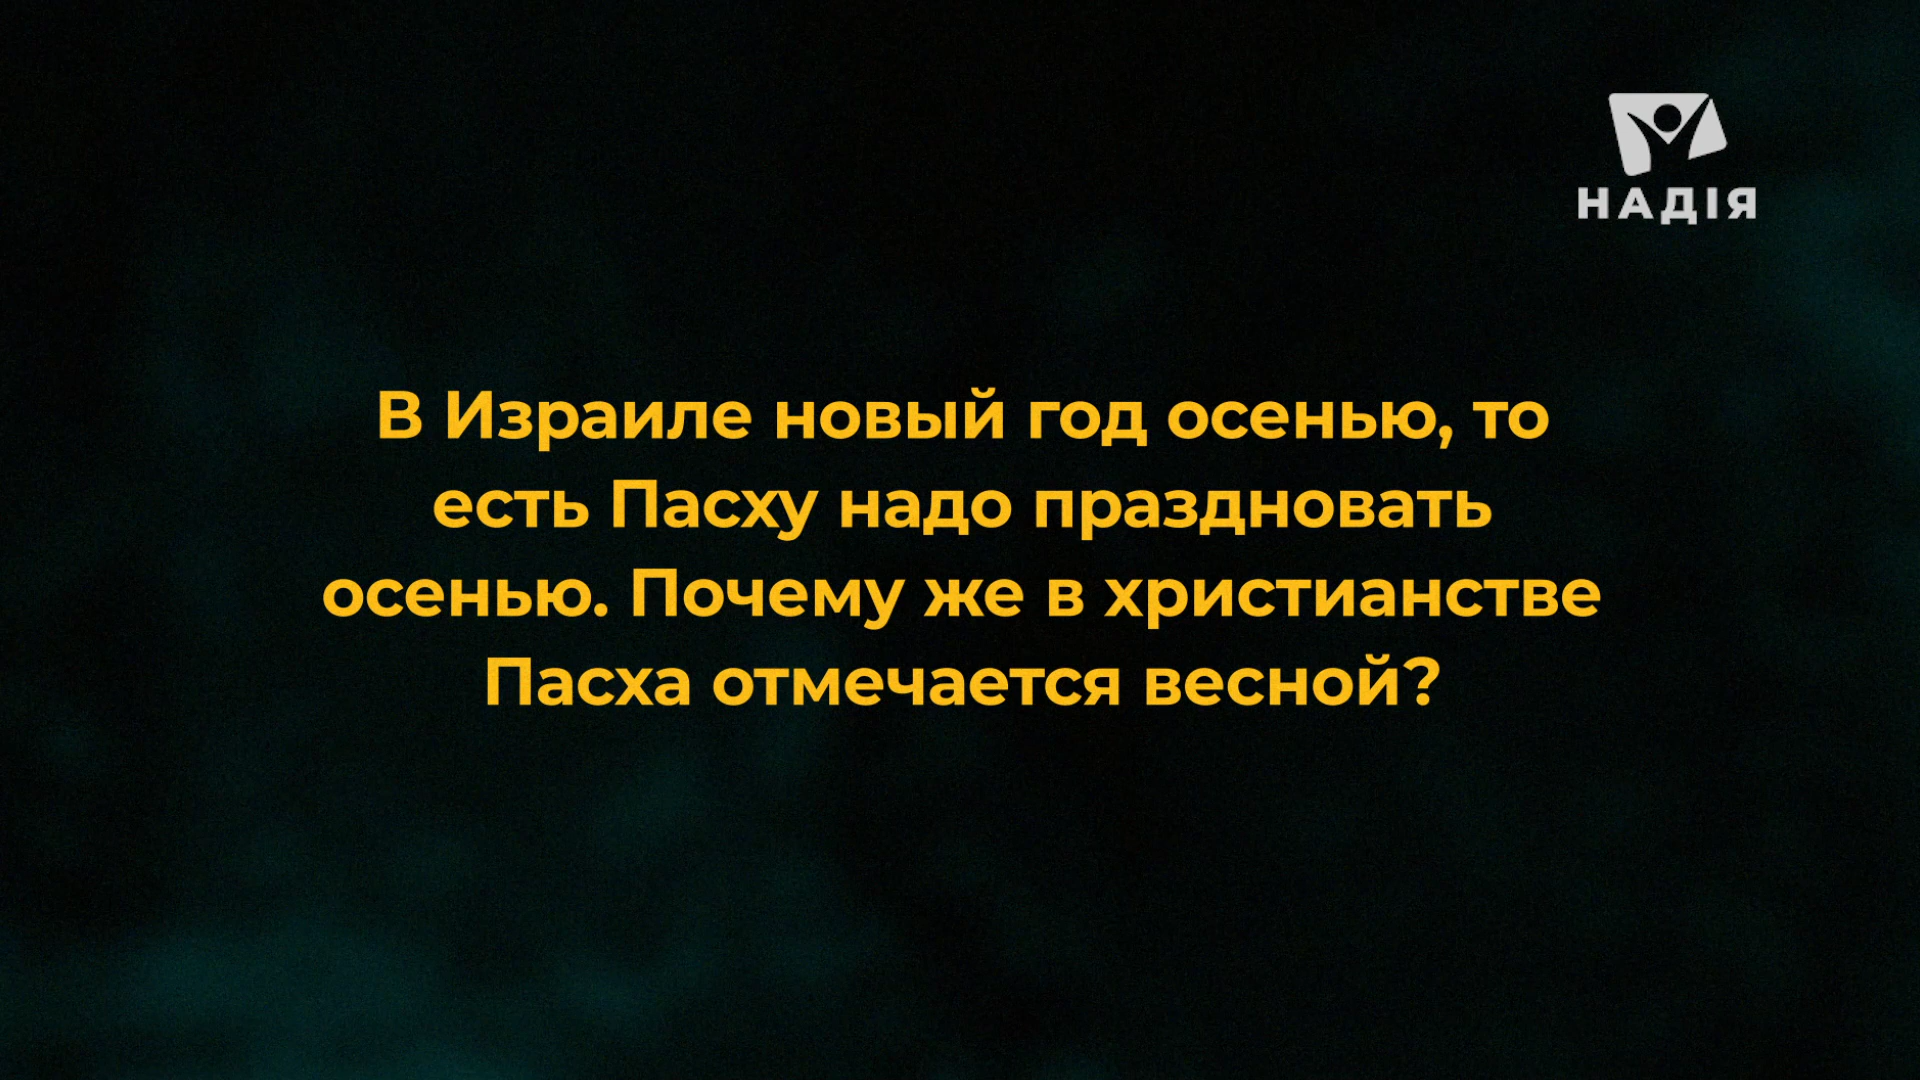 НАДІЯ
В Израиле новый год осенью, то
есть Пасху надо праздновать
осенью. Почему же в христианстве
Пасха отмечается весной?